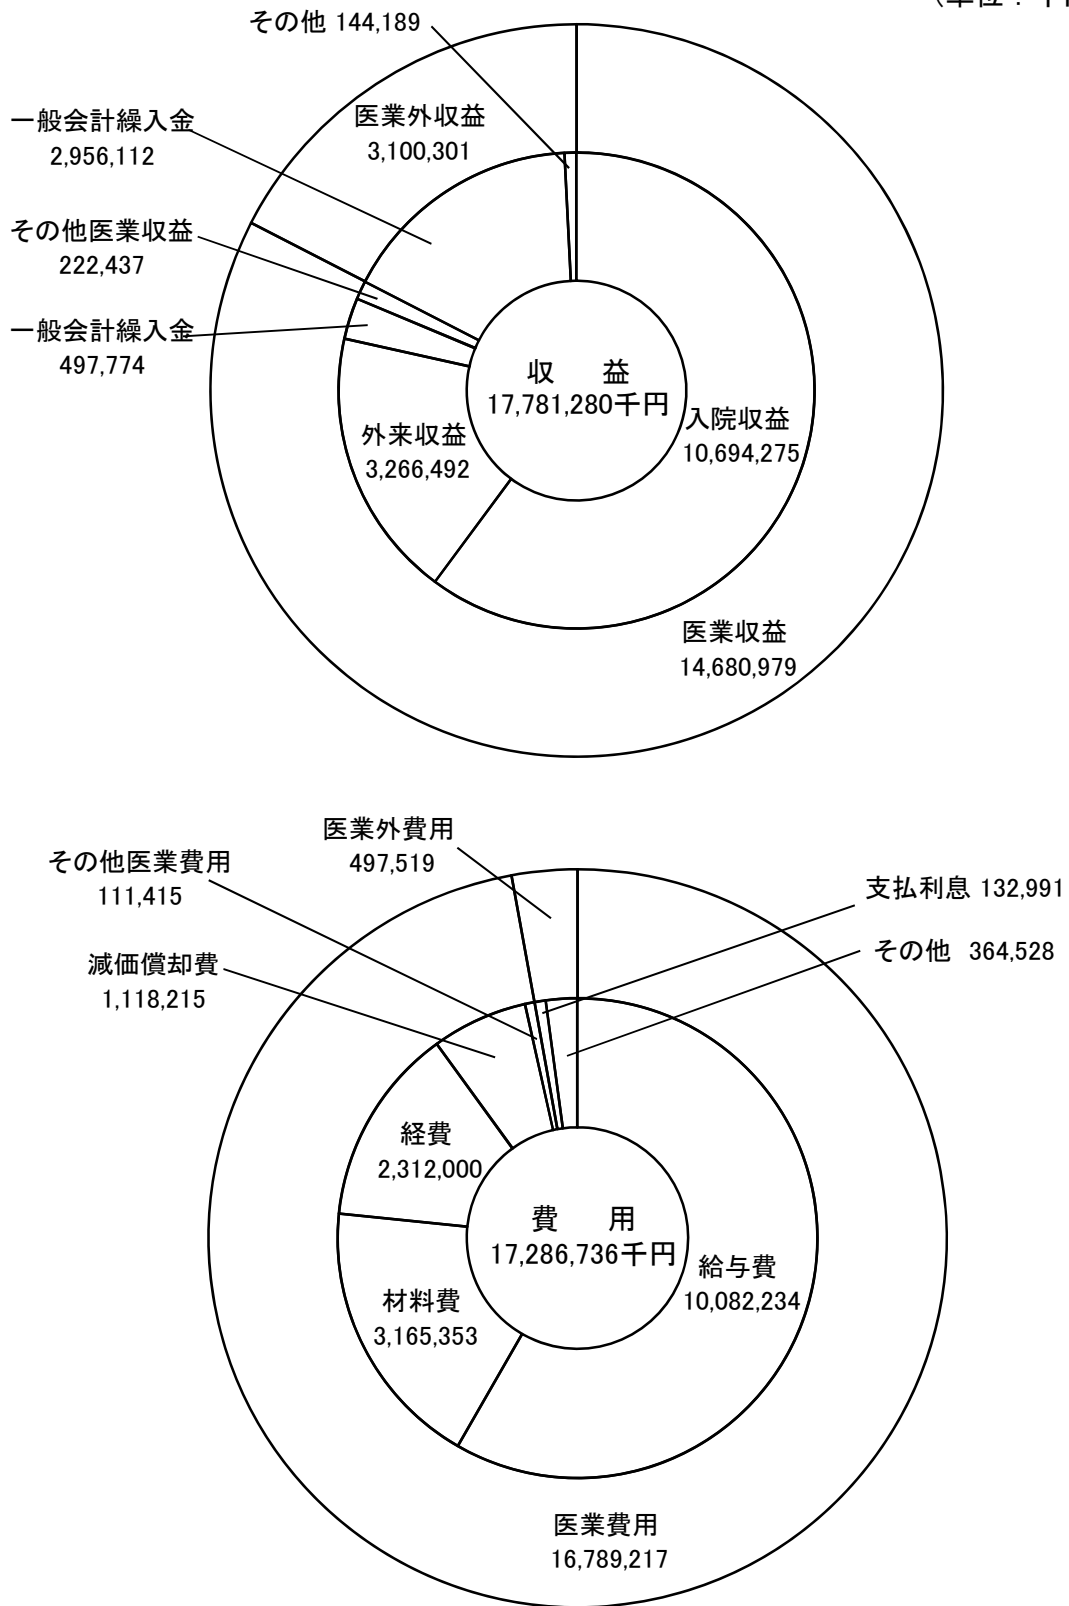 その他 144,189
医業外収益
3,100,301
一般会計繰入金
2,956,112
その他医業収益
222,437
一般会計繰入金
497,774
収　益
17,781,280千円
入院収益
10,694,275
外来収益
3,266,492
医業収益
14,680,979
医業外費用
497,519
その他医業費用
111,415
支払利息 132,991
その他 364,528
減価償却費
1,118,215
経費
2,312,000
費　用
17,286,736千円
給与費
10,082,234
材料費
3,165,353
医業費用
16,789,217